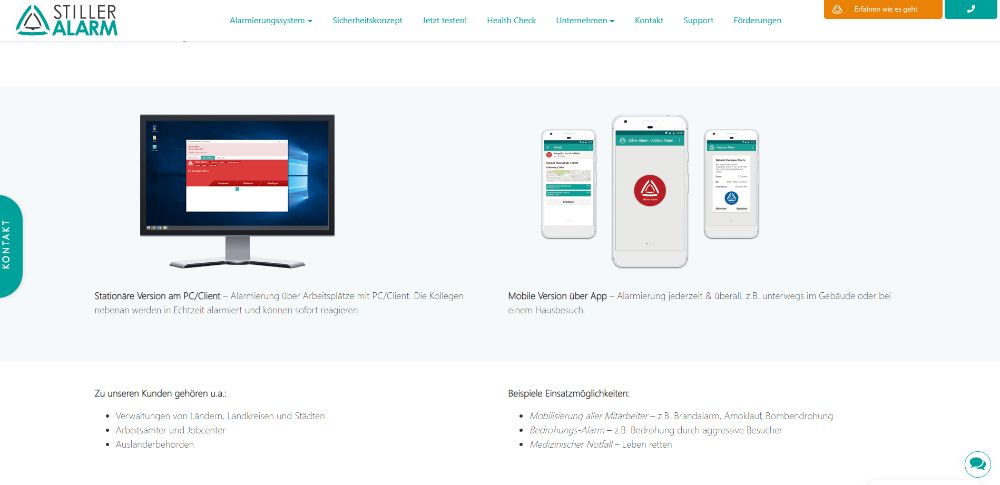 STILLER
ALARM
Alarmierungssystem
Sicherheitskonzept
Jetzt testen!
Health Check
Unternehmen
Kontakt
Support
Förderungen
Erfahren wie es geht
KONTAKT
Stationäre Version am PC/Client – Alarmierung über Arbeitsplätze mit PC/Client. Die Kollegen
nebenan werden in Echtzeit alarmiert und können sofort reagieren.
Mobile Version über App – Alarmierung jederzeit & überall, z.B. unterwegs im Gebäude oder bei
einem Hausbesuch.
Zu unseren Kunden gehören u.a.:
Verwaltungen von Ländern, Landkreisen und Städten
Arbeitsämter und Jobcenter
Ausländerbehörden
Beispiele Einsatzmöglichkeiten:
Mobilisierung aller Mitarbeiter – z.B. Brandalarm, Amoklauf, Bombendrohung
Bedrohungs-Alarm – z.B. Bedrohung durch aggressive Besucher
Medizinischer Notfall – Leben retten